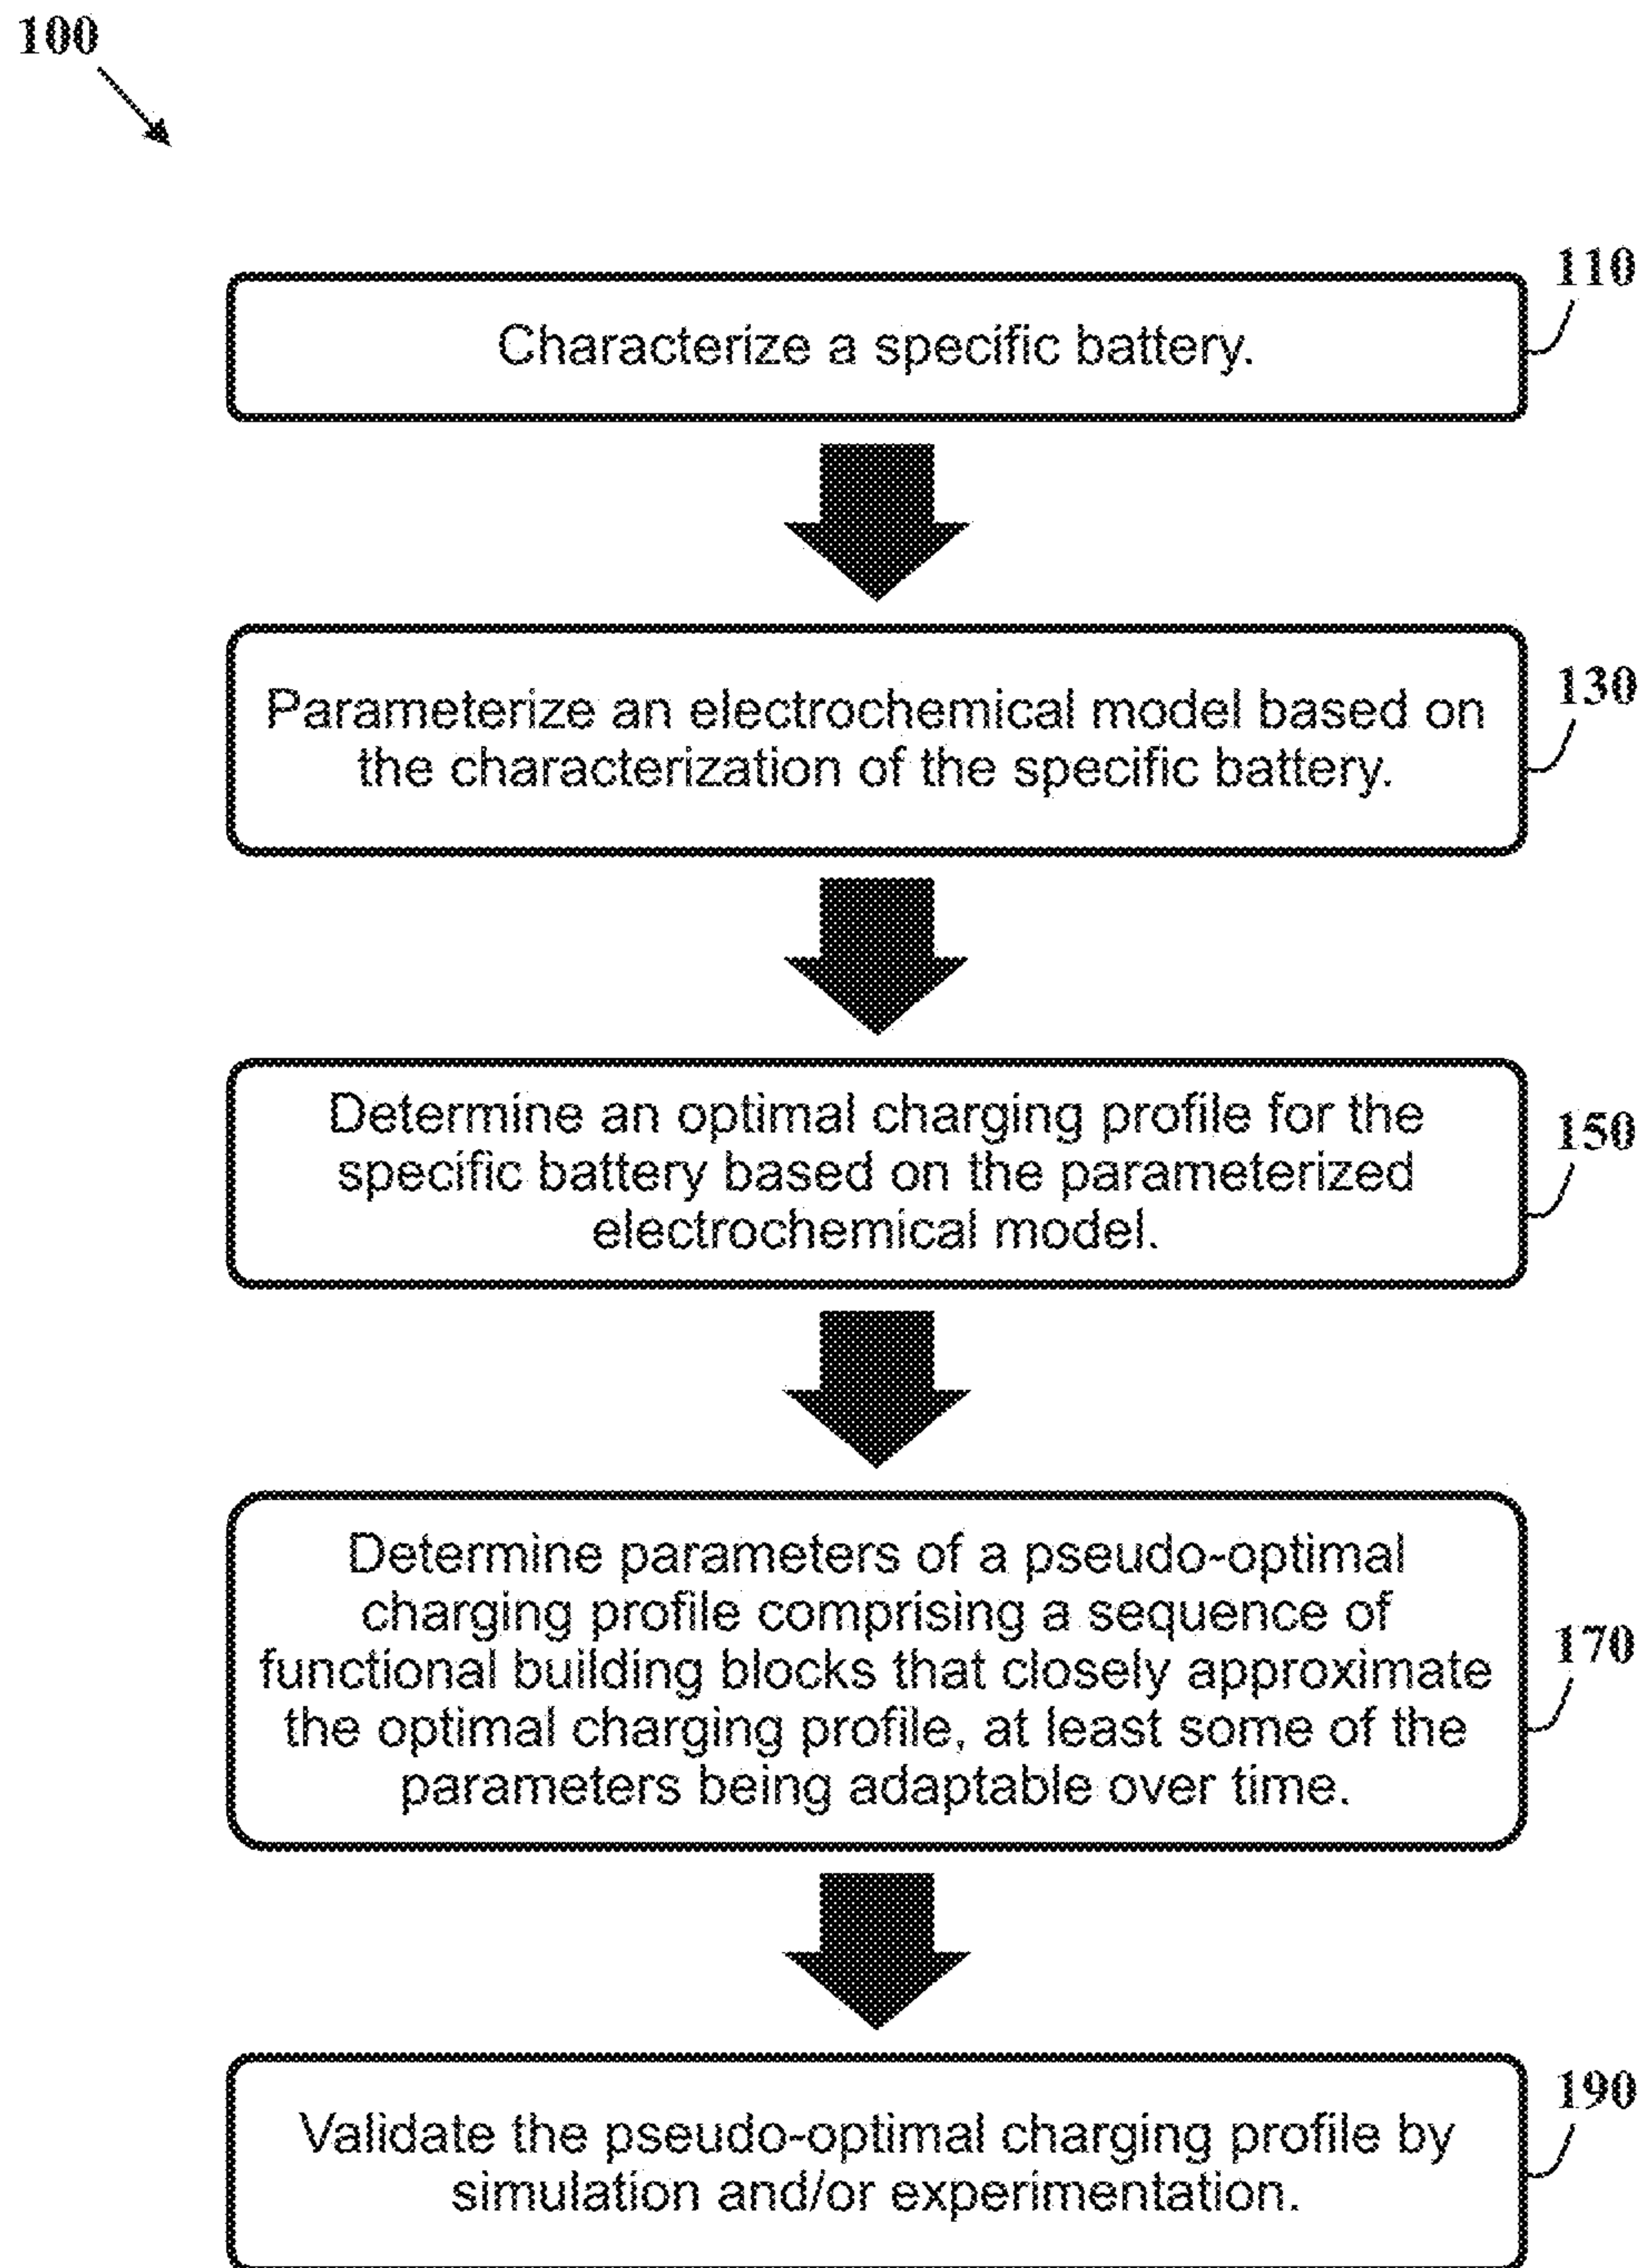 100
110
Characterize a specific battery.
130
Parameterize an electrochemical model based on
the characterization of the specific battery.
150
Determine an optimal charging profile for the
specific battery based on the parameterized
electrochemical model.
170
Determine parameters of a pseudo-optimal
charging profile comprising a sequence of
functional building blocks that closely approximate
the optimal charging profile, at least some of the
parameters being adaptable over time.
190
Validate the pseudo-optimal charging profile by
simulation and/or experimentation.